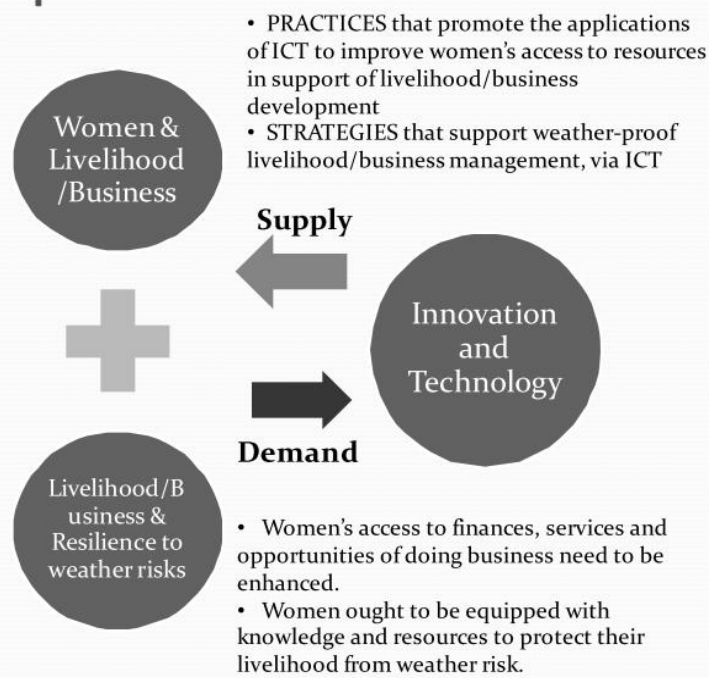 • PRACTICES that promote the applications
of ICT to improve women’s access to resources
in support of livelihood/business
development
• STRATEGIES that support weather-proof
livelihood/business management, via ICT
Women &
Livelihood
/Business
Supply
Innovation
and
Technology
Demand
Livelihood/B
usiness &
Resilience to
weather risks
• Women’s access to finances, services and
opportunities of doing business need to be
enhanced.
• Women ought to be equipped with
knowledge and resources to protect their
livelihood from weather risk.